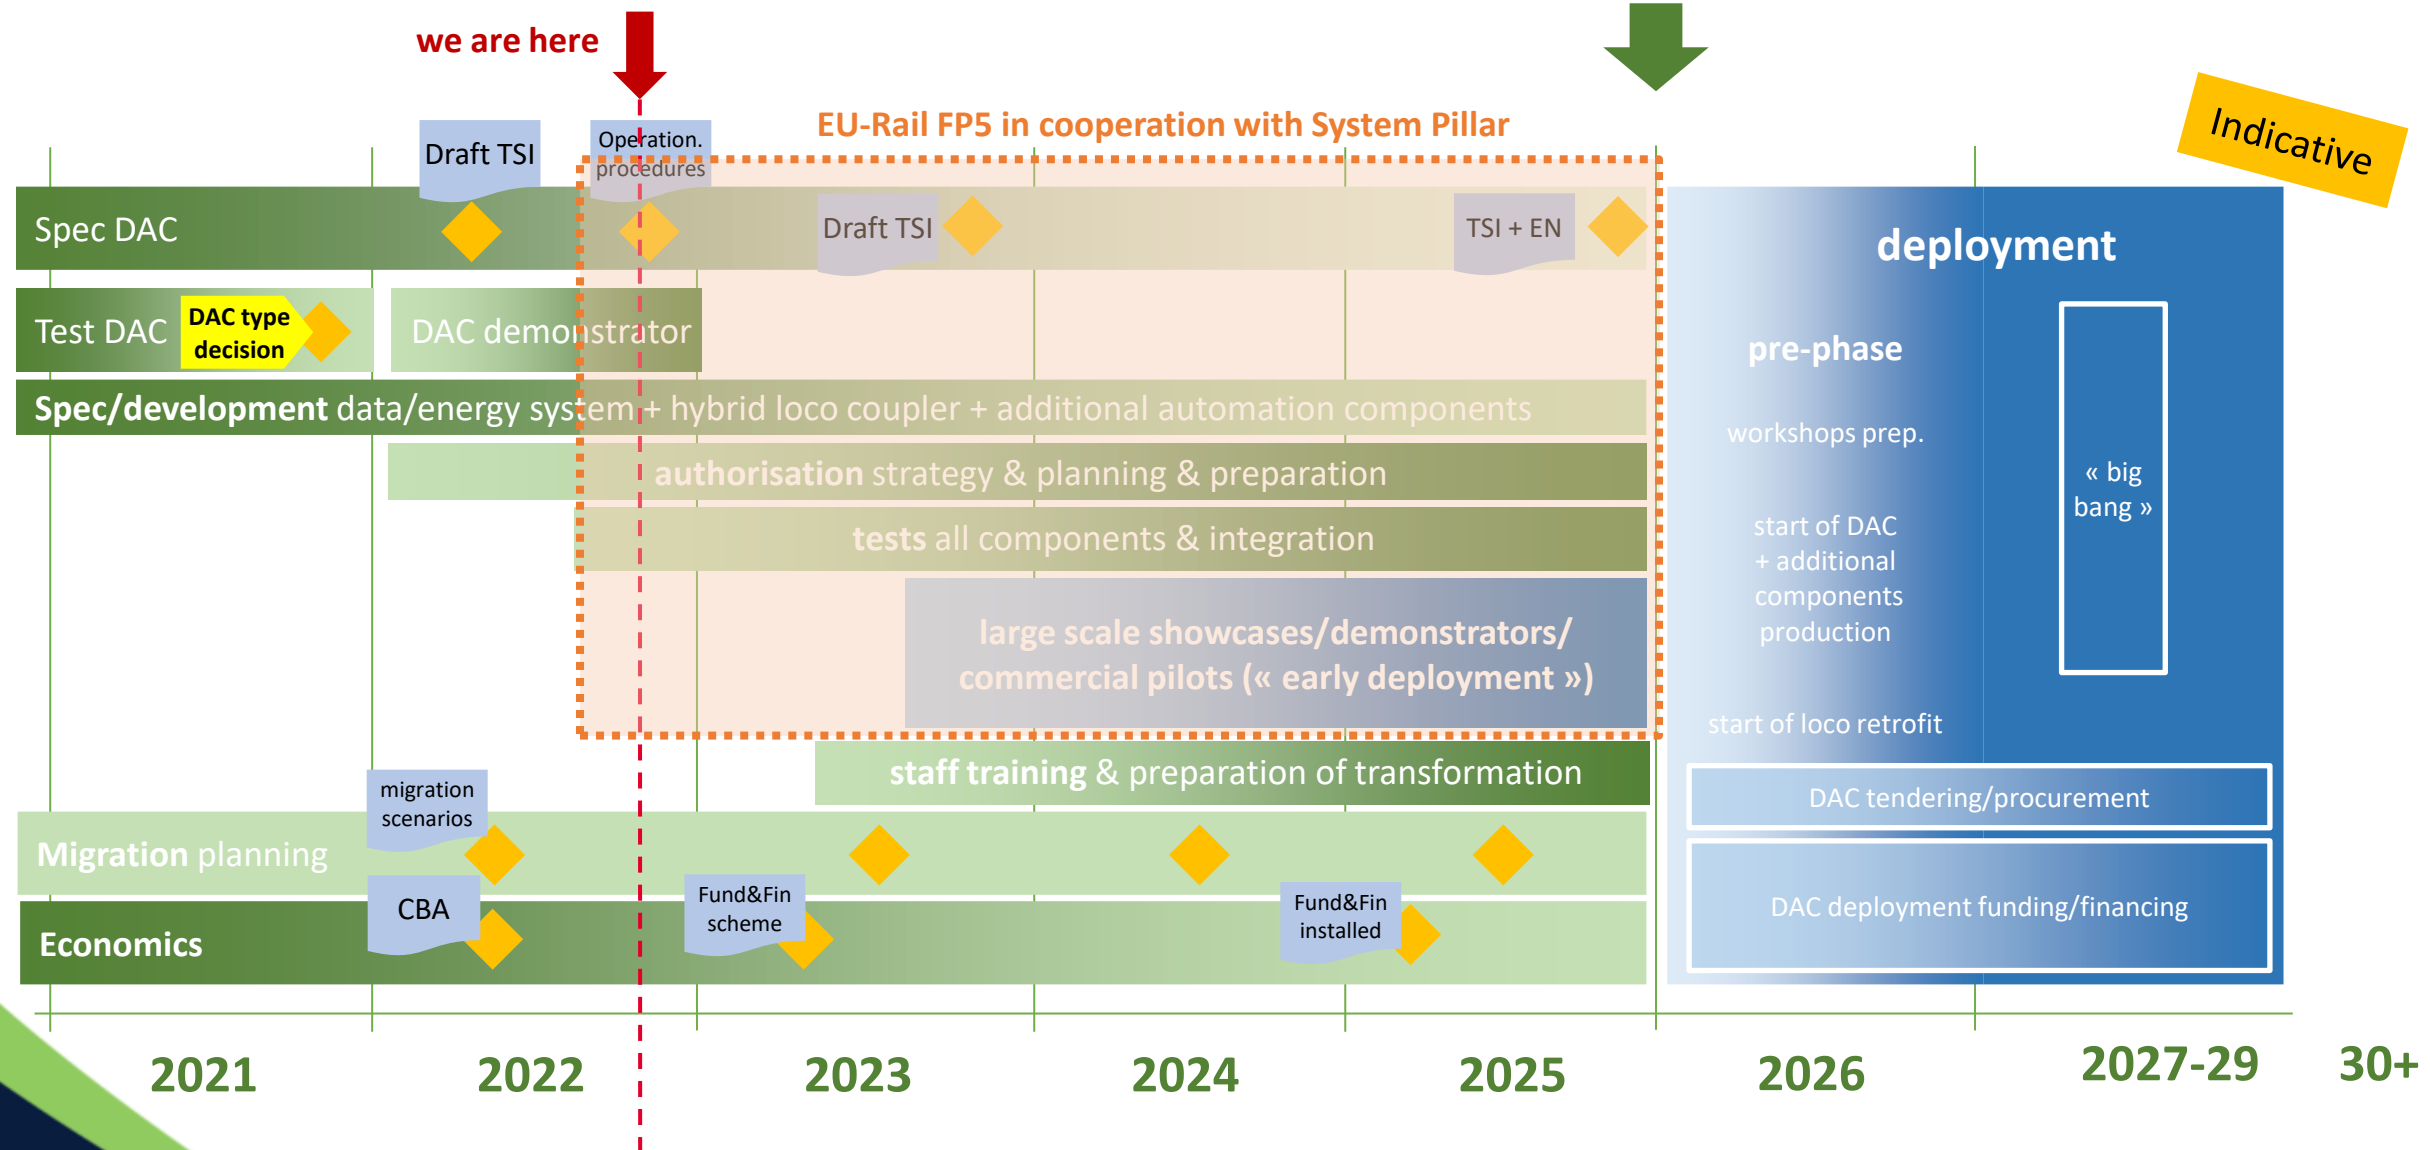 we are here
EU-Rail FP5 in cooperation with System Pillar
Indicative
Draft TSI
Operation.
procedures
Spec DAC
Draft TSI
TSI + EN
deployment
Test DAC
DAC type
decision
DAC demonstrator
pre-phase
Spec/development data/energy system + hybrid loco coupler + additional automation components
workshops prep.
authorisation strategy & planning & preparation
« big
bang »
tests all components & integration
start of DAC
+ additional
components
production
large scale showcases/demonstrators/
commercial pilots (« early deployment »)
start of loco retrofit
staff training & preparation of transformation
DAC tendering/procurement
migration
scenarios
Migration planning
CBA
Fund&Fin
scheme
Fund&Fin
installed
DAC deployment funding/financing
Economics
2021
2022
2023
2024
2025
2026
2027-29
30+